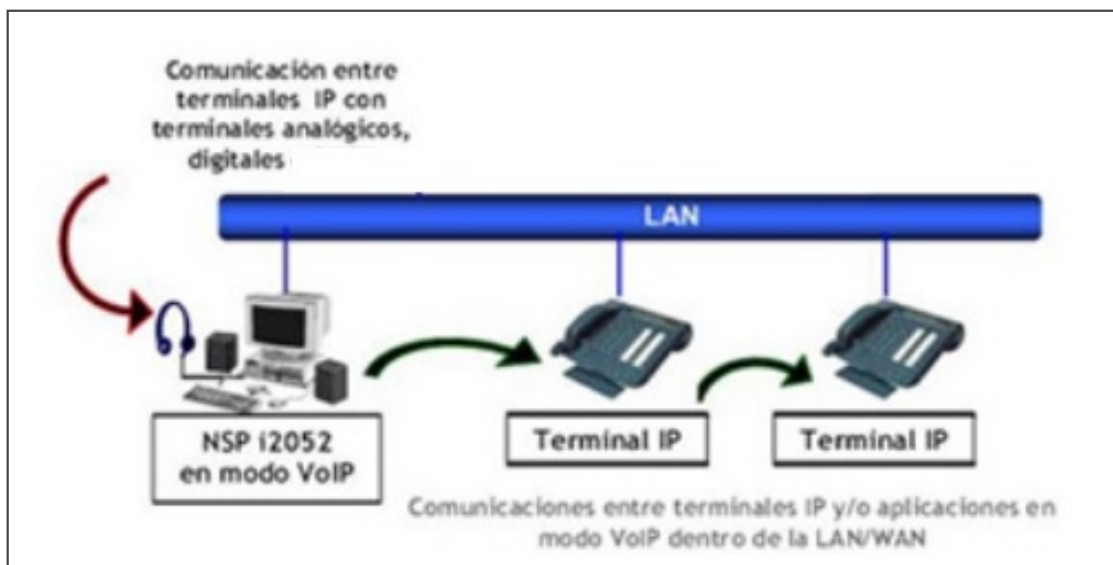 Comunicación entre
terminales IP con
terminales analógicos,
digitales
LAN
NSP i2052
en modo VoIP
Terminal IP
Terminal IP
Comunicaciones entre terminales IP y/o aplicaciones en
modo VoIP dentro de la LAN/WAN